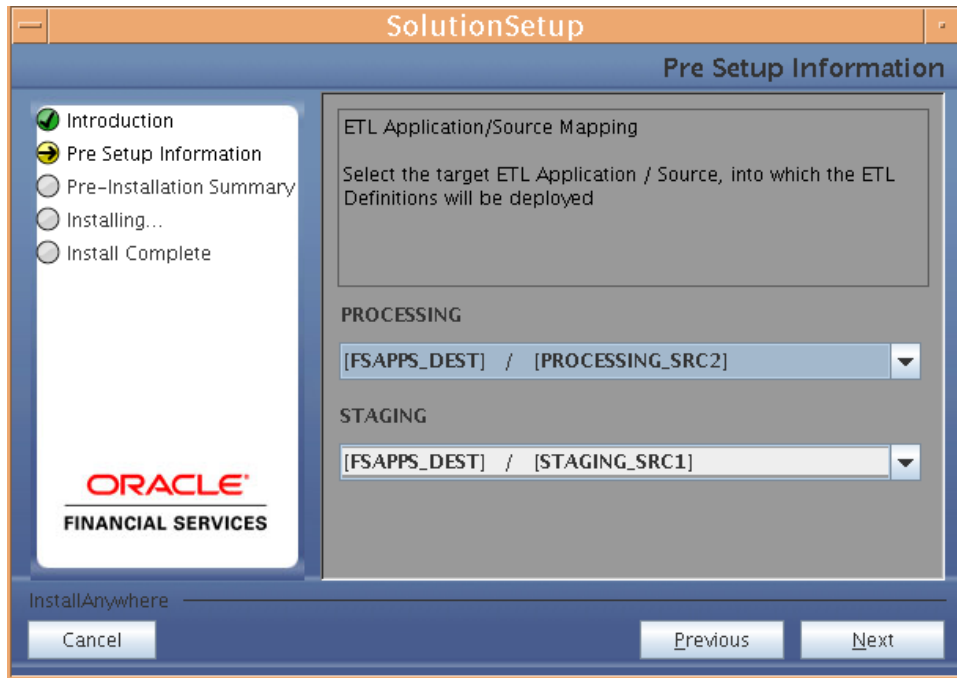 SolutionSetup
Pre Setup Information
Introduction
Pre Setup Information
Pre-Installation Summary
Installing...
Install Complete
ORACLE
FINANCIAL SERVICES
ETL Application/Source Mapping
Select the target ETL Application / Source, into which the ETL
Definitions will be deployed
PROCESSING
[FSAPPS_DEST] / [PROCESSING_SRC2]
STAGING
[FSAPPS_DEST] / [STAGING_SRC1]
InstallAnywhere
Cancel
Previous
Next